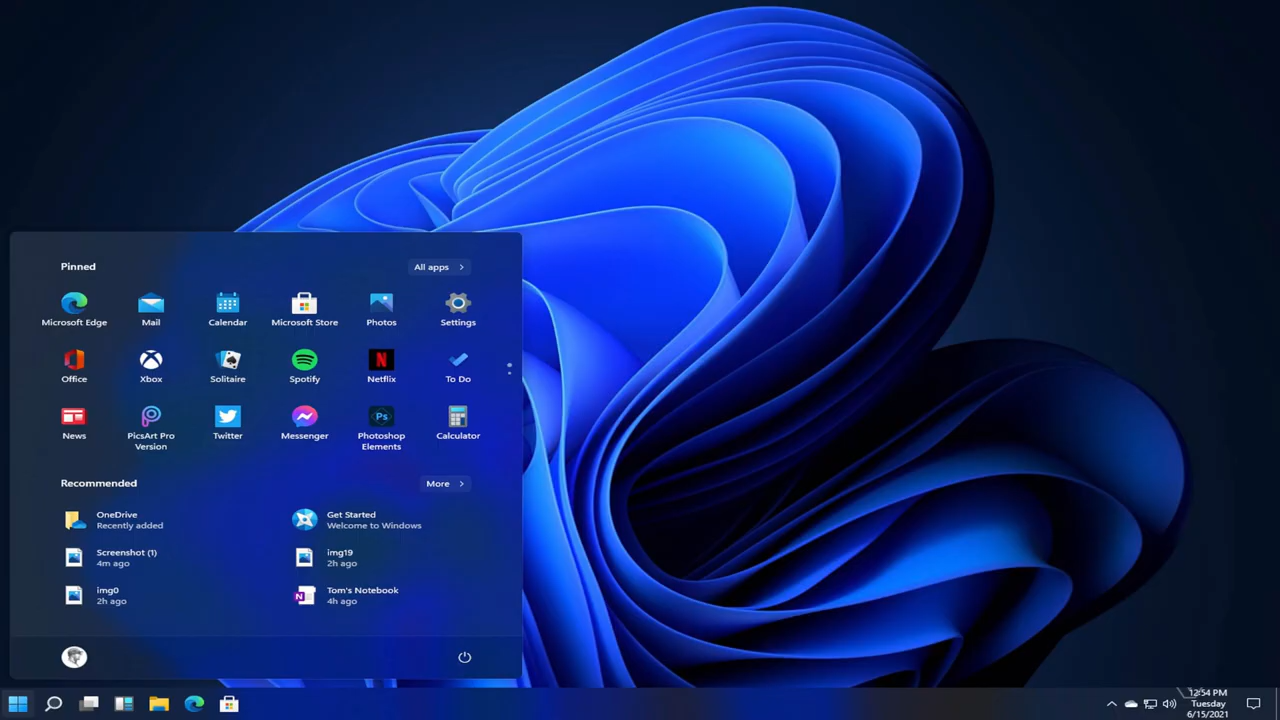 Pinned
All apps
Microsoft Edge
Mail
Calendar
Microsoft Store
Photos
Settings
Office
Xbox
Solitaire
Spotify
N
Netflix
To Do
News
PicsArt Pro
Version
Twitter
Messenger
Ps
Photoshop
Elements
Calculator
Recommended
More
OneDrive
Recently added
Get Started
Welcome to Windows
Screenshot (1)
4m ago
img19
2h ago
img0
2h ago
N
Tom's Notebook
4h ago
12:54 PM
Tuesday
6/15/2021